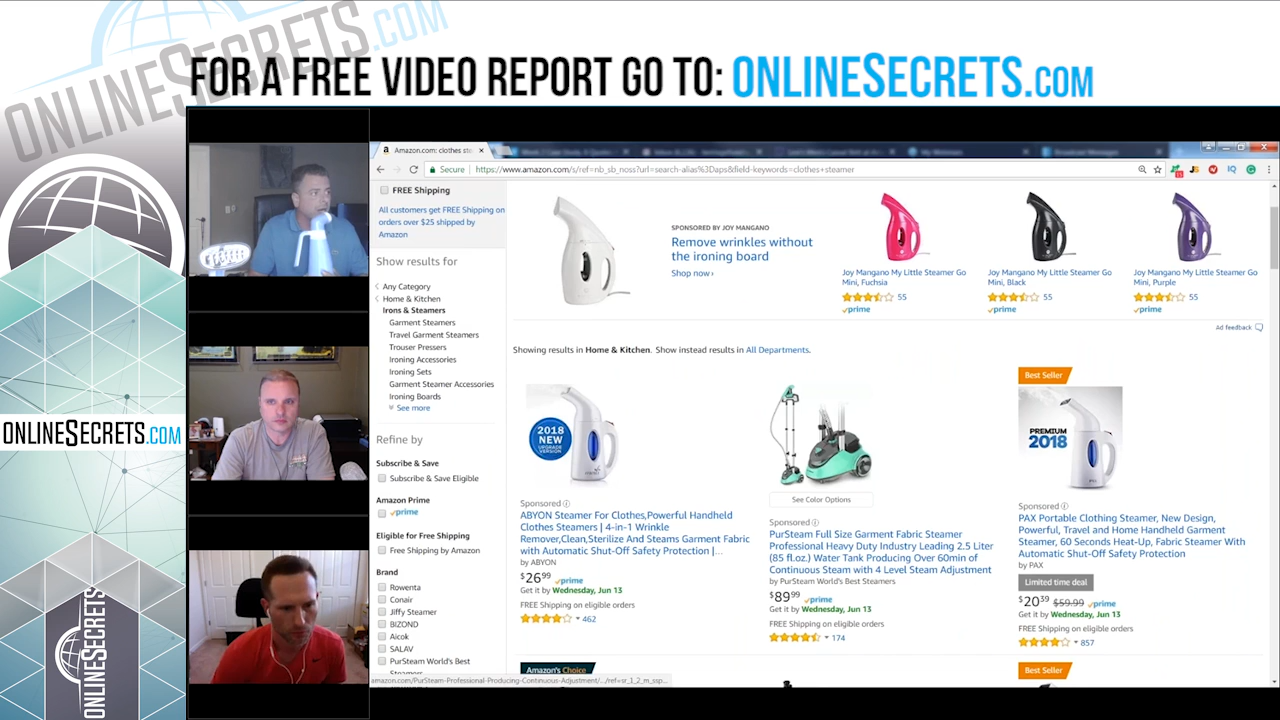 ONLINESECRETS.COM
FOR A FREE VIDEO REPORT GO TO: ONLINESECRETS.COM
Amazon.com: clothes ste
Secure
https://www.amazon.com/s/ref=nb_sb_noss?url=search-alias%3Daps&field-keywords=clothes+steamer
FREE Shipping
All customers get FREE Shipping on
orders over $25 shipped by
Amazon
Show results for
Any Category
Home & Kitchen
Irons & Steamers
Garment Steamers
Travel Garment Steamers
Trouser Pressers
Ironing Accessories
Ironing Sets
Garment Steamer Accessories
Ironing Boards
See more
Refine by
Subscribe & Save
Subscribe & Save Eligible
Amazon Prime
prime
Eligible for Free Shipping
Free Shipping by Amazon
Brand
Rowenta
Conair
Jiffy Steamer
BIZOND
Aicok
SALAV
PurSteam World's Best
Steamers
SPONSORED BY JOY MANGANO
Remove wrinkles without
the ironing board
Shop now ›
Joy Mangano My Little Steamer Go
Mini, Fuchsia
55
prime
Joy Mangano My Little Steamer Go
Mini, Black
55
prime
Joy Mangano My Little Steamer Go
Mini, Purple
55
prime
Ad feedback
Showing results in Home & Kitchen. Show instead results in All Departments.
2018
NEW
UPGRADE
VERSION
Sponsored
ABYON Steamer For Clothes,Powerful Handheld
Clothes Steamers | 4-in-1 Wrinkle
Remover,Clean,Sterilize And Steams Garment Fabric
with Automatic Shut-Off Safety Protection |...
by ABYON
$26 99 prime
Get it by Wednesday, Jun 13
FREE Shipping on eligible orders
462
See Color Options
Sponsored
PurSteam Full Size Garment Fabric Steamer
Professional Heavy Duty Industry Leading 2.5 Liter
(85 fl.oz.) Water Tank Producing Over 60min of
Continuous Steam with 4 Level Steam Adjustment
by PurSteam World's Best Steamers
$89 99 prime
Get it by Wednesday, Jun 13
FREE Shipping on eligible orders
174
Best Seller
PREMIUM
2018
PAX
Sponsored
PAX Portable Clothing Steamer, New Design,
Powerful, Travel and Home Handheld Garment
Steamer, 60 Seconds Heat-Up, Fabric Steamer With
Automatic Shut-Off Safety Protection
by PAX
Limited time deal
$20 39 $59.99 prime
Get it by Wednesday, Jun 13
FREE Shipping on eligible orders
857
Amazon's Choice
Best Seller
amazon.com/PurSteam-Professional-Producing-Continuous-Adjustment/.../ref=sr_1_2_m_ssp...
ONLINESECRETS.COM
ONLINESECRETS